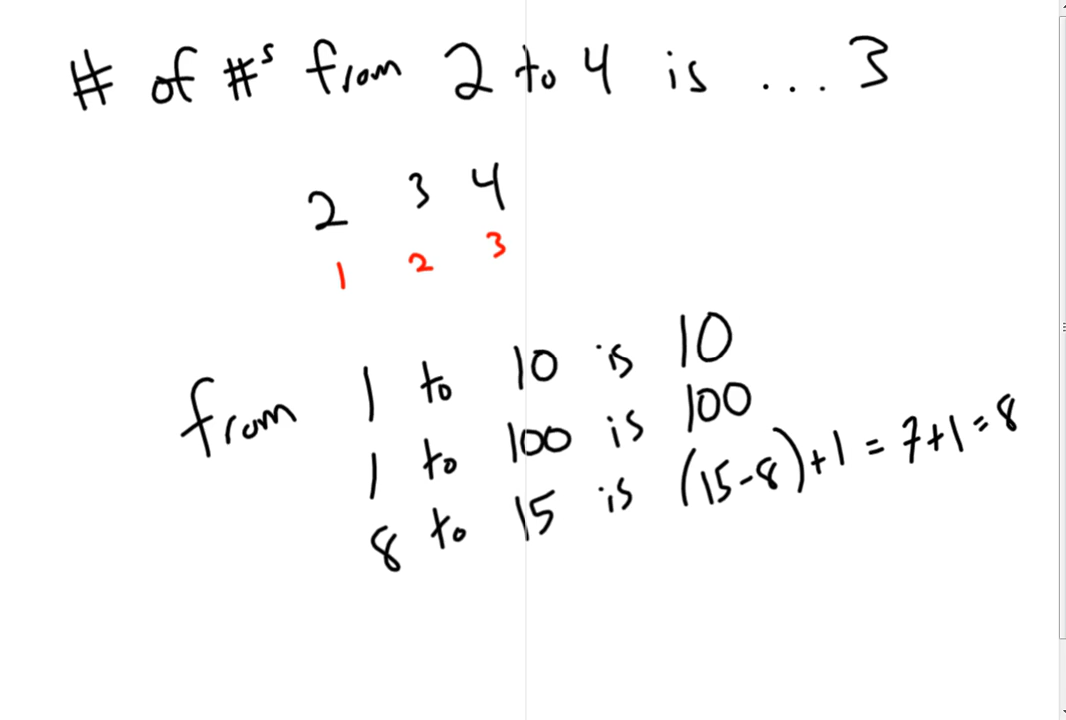 # of #s from 2 to 4 is ... 3
2 3 4
1 2 3
from 1 to 10 is 10
1 to 100 is 100
8 to 15 is (15-8)+1 = 7+1=8